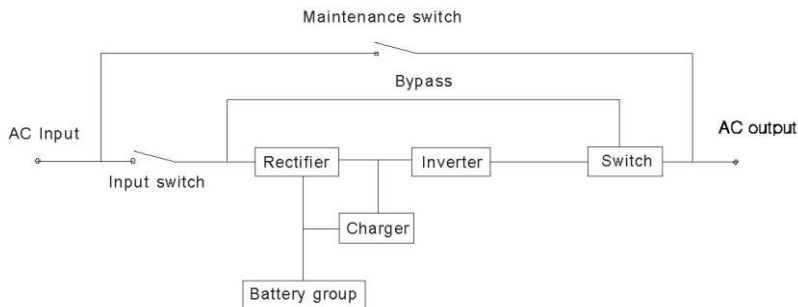 Maintenance switch
Bypass
AC Input
AC output
Rectifier
Inverter
Switch
Input switch
Charger
Battery group